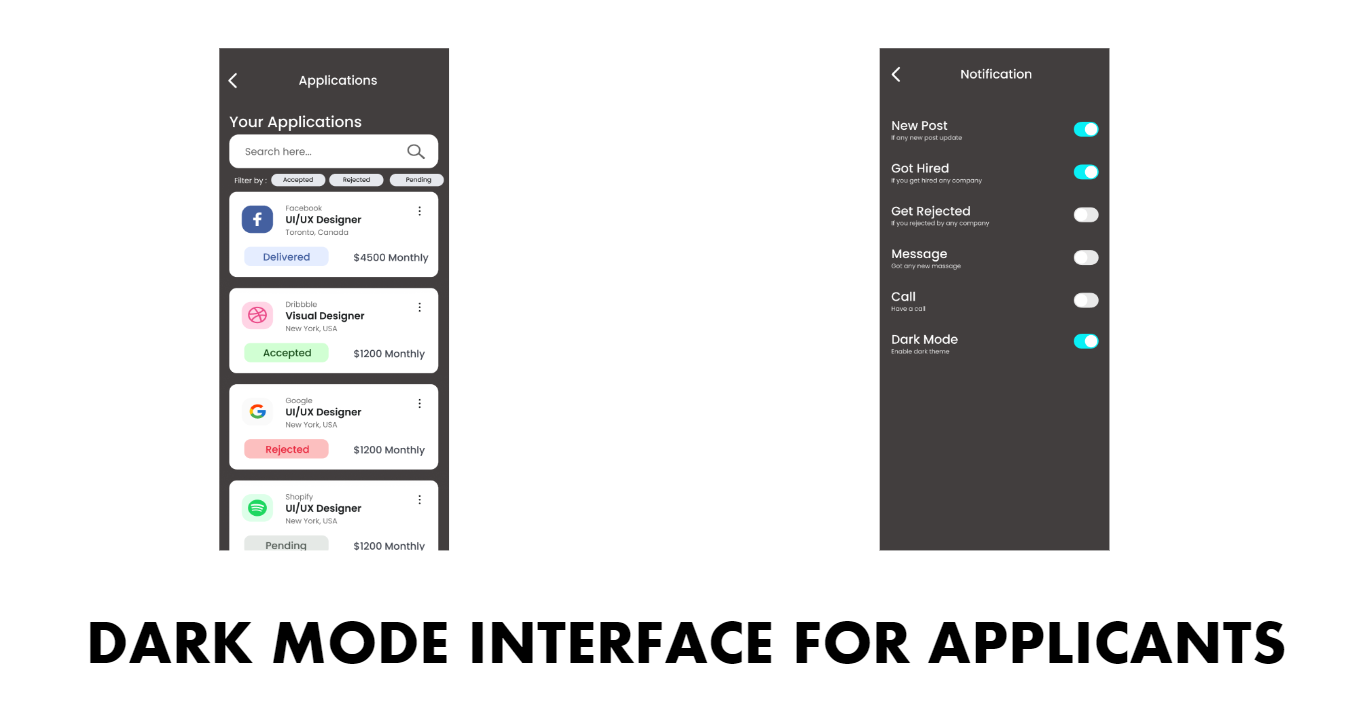 Applications
Your Applications
Search here...
Filter by : Accepted Rejected Pending
Facebook
UI/UX Designer
Toronto, Canada
Delivered $4500 Monthly
Dribbble
Visual Designer
New York, USA
Accepted $1200 Monthly
Google
UI/UX Designer
New York, USA
Rejected $1200 Monthly
Shopify
UI/UX Designer
New York, USA
Pending $1200 Monthly
Notification
New Post
If any new post update
Got Hired
If you get hired any company
Get Rejected
If you rejected by any company
Message
Got any new massage
Call
Have a call
Dark Mode
Enable dark theme
DARK MODE INTERFACE FOR APPLICANTS